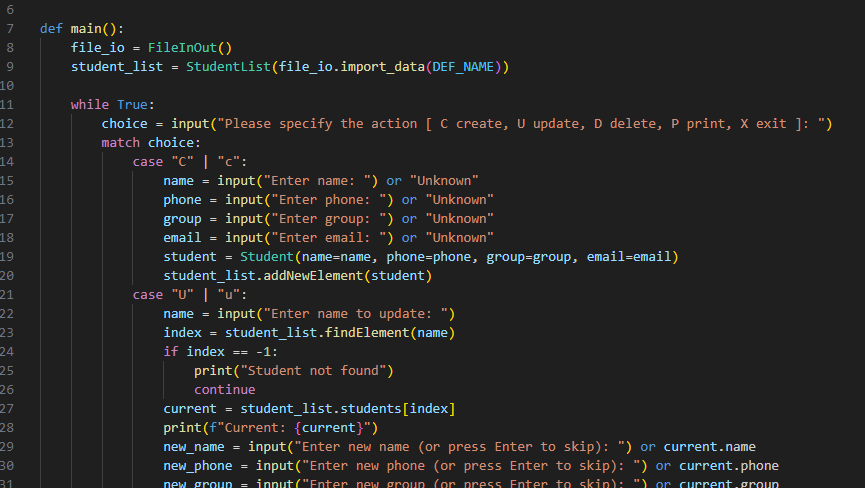 6
7 def main():
8     file_io = FileInOut()
9     student_list = StudentList(file_io.import_data(DEF_NAME))
10
11     while True:
12         choice = input("Please specify the action [ C create, U update, D delete, P print, X exit ]: ")
13         match choice:
14             case "C" | "c":
15                 name = input("Enter name: ") or "Unknown"
16                 phone = input("Enter phone: ") or "Unknown"
17                 group = input("Enter group: ") or "Unknown"
18                 email = input("Enter email: ") or "Unknown"
19                 student = Student(name=name, phone=phone, group=group, email=email)
20                 student_list.addNewElement(student)
21             case "U" | "u":
22                 name = input("Enter name to update: ")
23                 index = student_list.findElement(name)
24                 if index == -1:
25                     print("Student not found")
26                     continue
27                 current = student_list.students[index]
28                 print(f"Current: {current}")
29                 new_name = input("Enter new name (or press Enter to skip): ") or current.name
30                 new_phone = input("Enter new phone (or press Enter to skip): ") or current.phone
31                 new_group = input("Enter new group (or press Enter to skip): ") or current.group